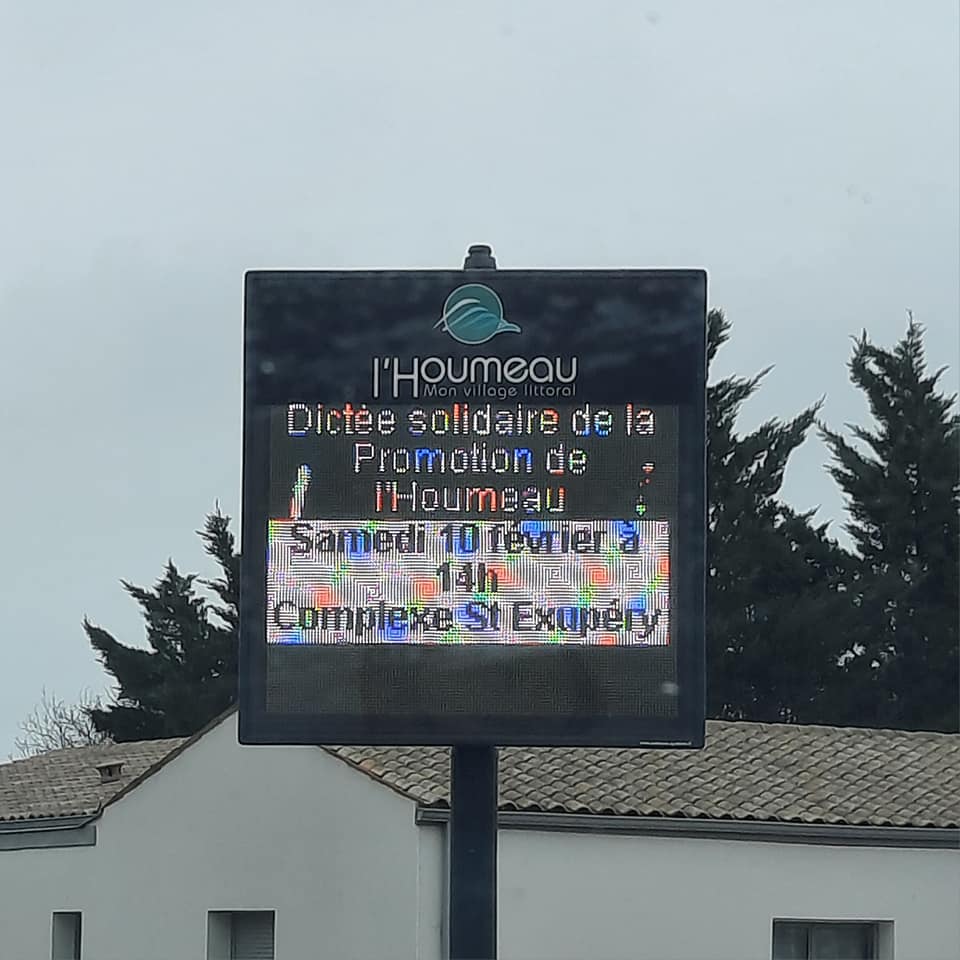 l'Houmeau
Mon village littoral
Dictée solidaire de la
Promotion de
l'Houmeau
Samedi 10 février à
14h
Complexe St Exupéry